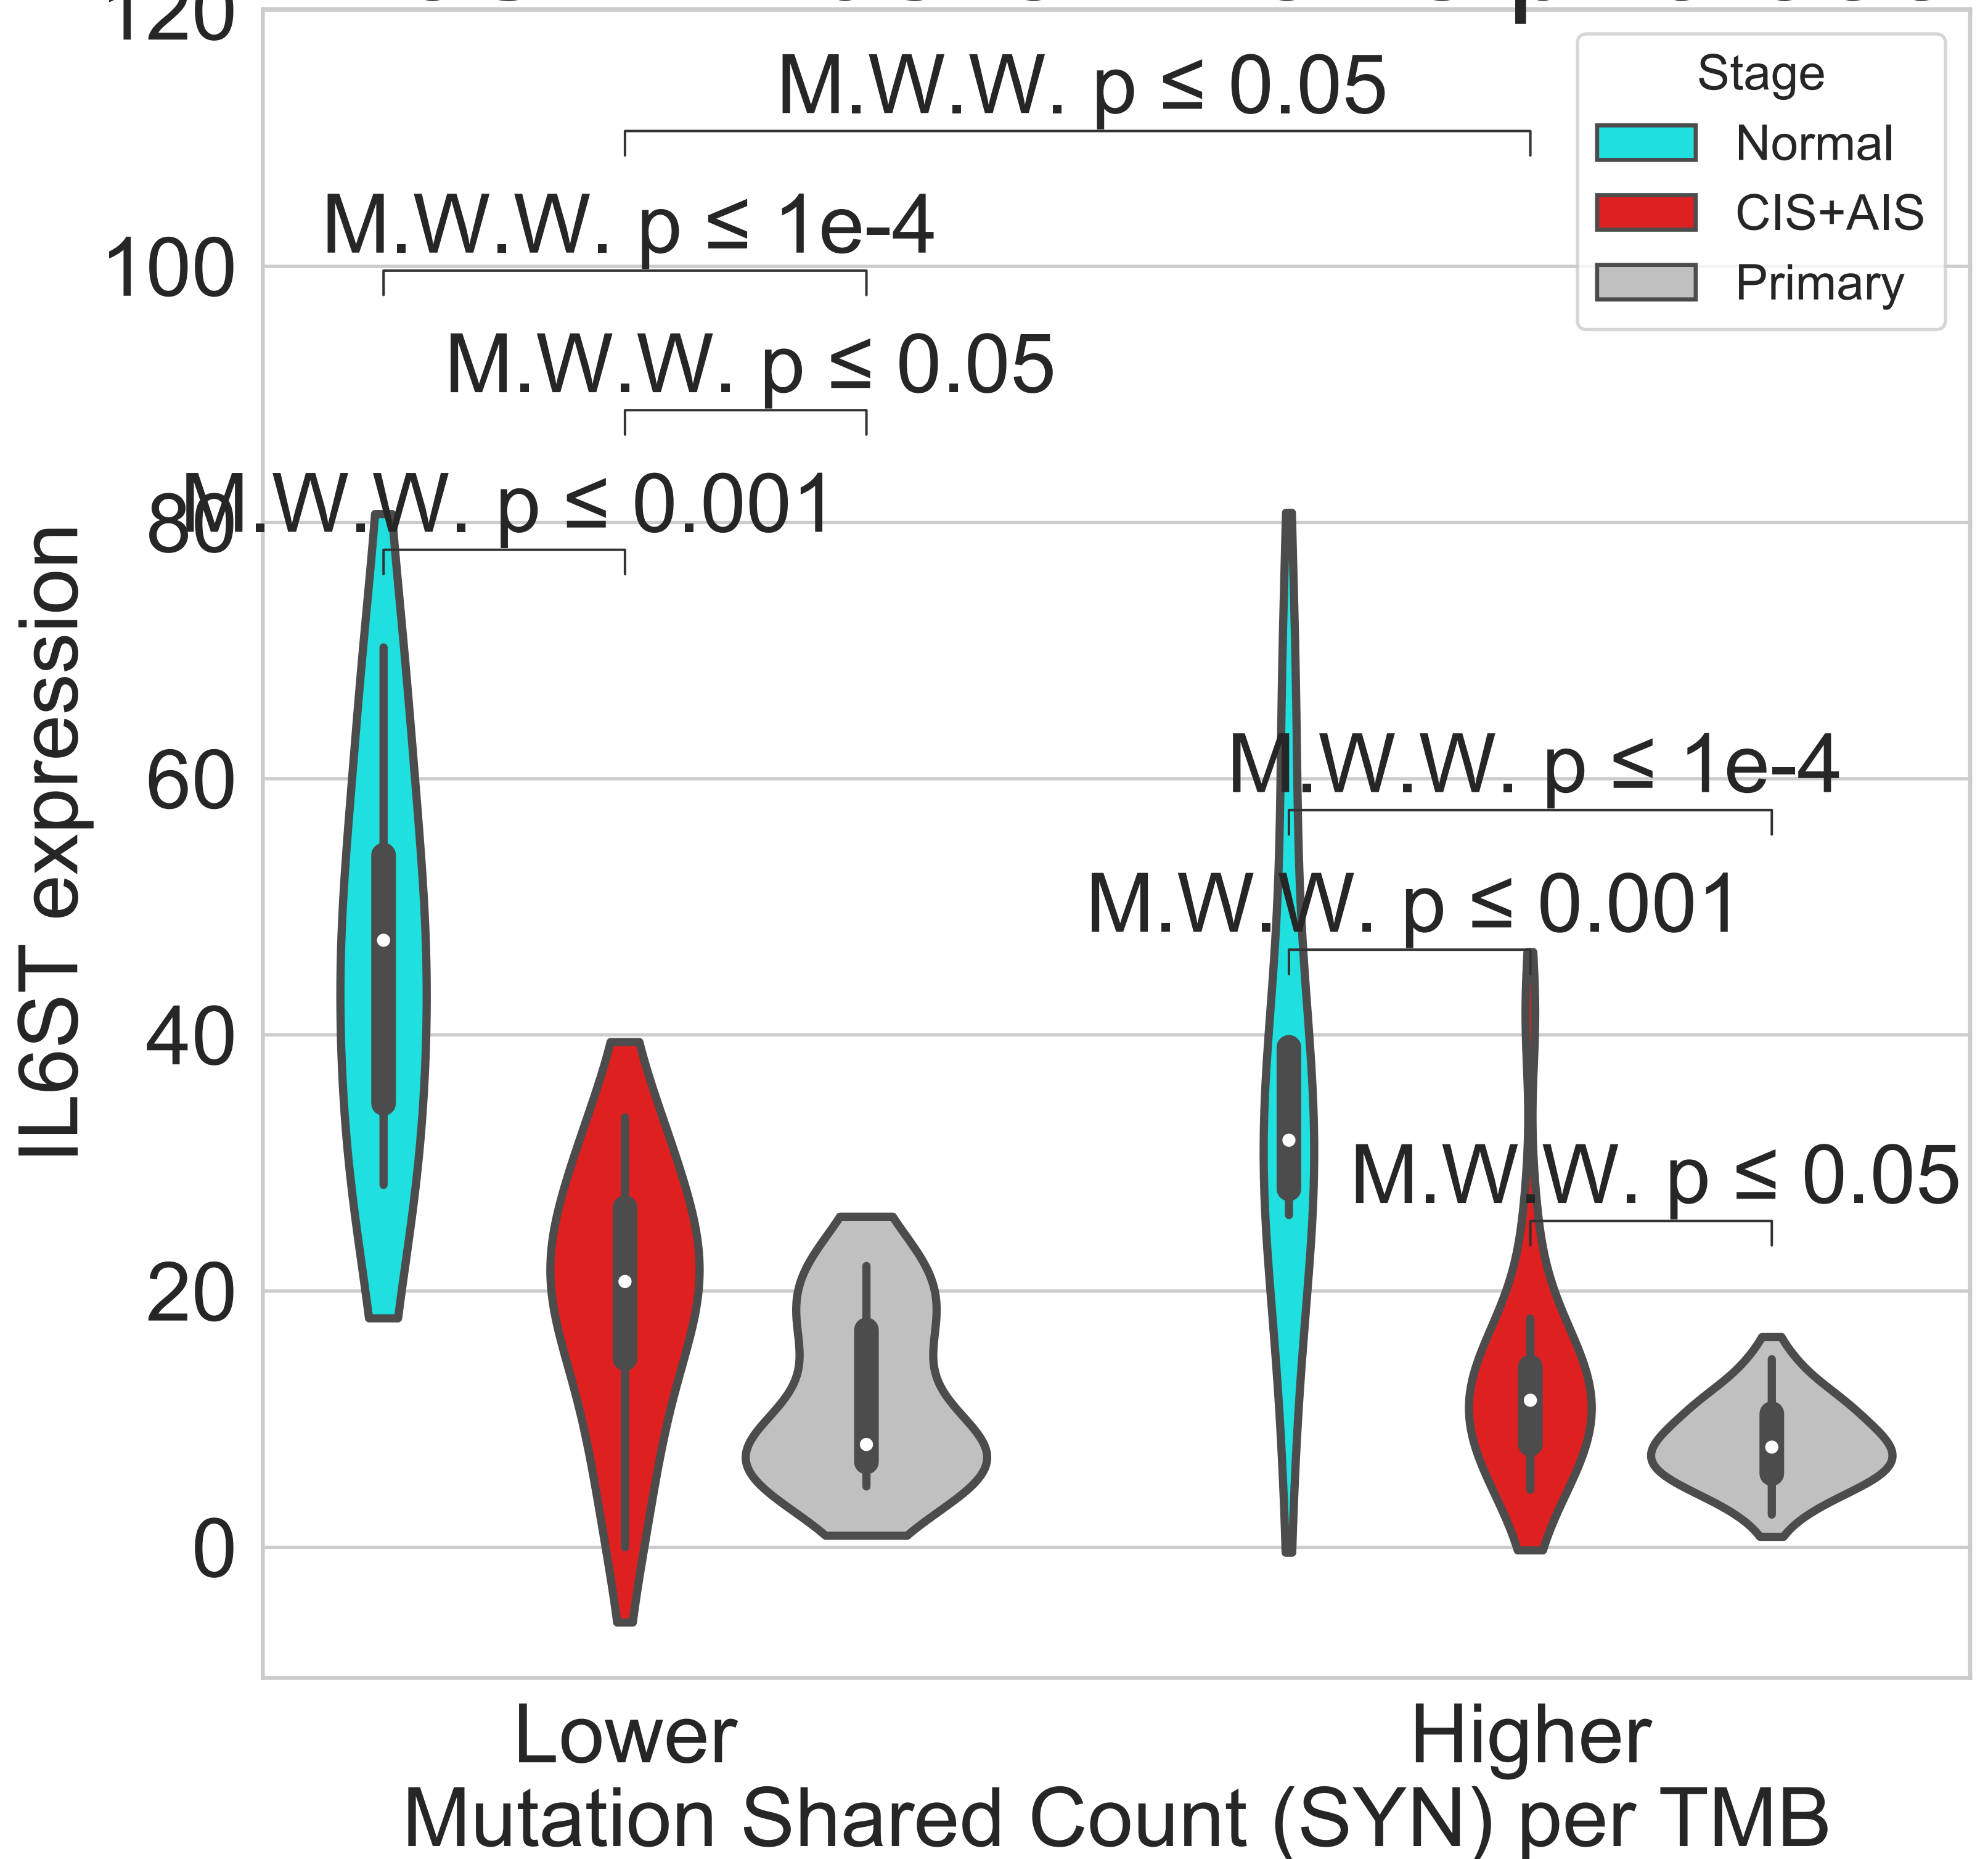 120
M.W.W. p ≤ 0.05
Stage
Normal
CIS+AIS
Primary
M.W.W. p ≤ 1e-4
100
M.W.W. p ≤ 0.05
M.W.W. p ≤ 0.001
80
M.W.W. p ≤ 1e-4
60
M.W.W. p ≤ 0.001
40
M.W.W. p ≤ 0.05
20
0
IL6ST expression
Lower
Higher
Mutation Shared Count (SYN) per TMB